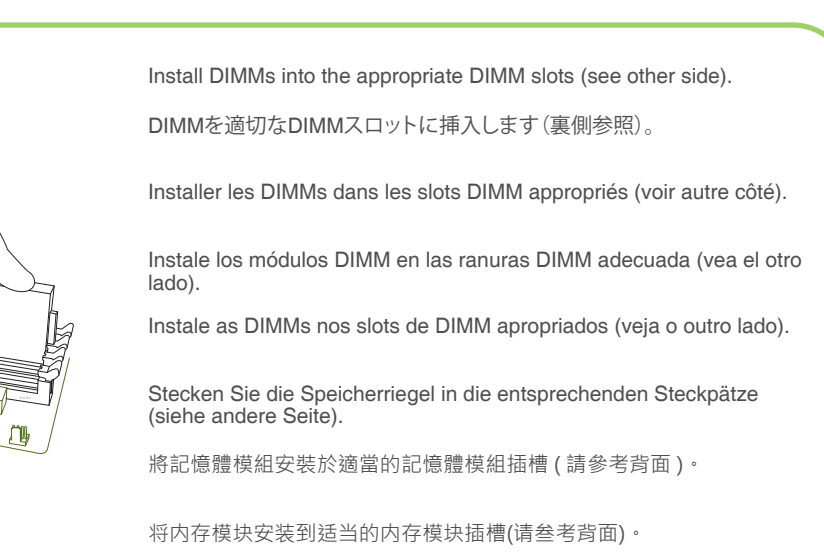 Install DIMMs into the appropriate DIMM slots (see other side).
DIMMを適切なDIMMスロットに挿入します（裏側参照）。
Installer les DIMMs dans les slots DIMM appropriés (voir autre côté).
Instale los módulos DIMM en las ranuras DIMM adecuada (vea el otro
lado).
Instale as DIMMs nos slots de DIMM apropriados (veja o outro lado).
Stecken Sie die Speicherriegel in die entsprechenden Steckpätze
(siehe andere Seite).
將記憶體模組安裝於適當的記憶體模組插槽 ( 請參考背面 )。
将内存模块安装到适当的内存模块插槽(请叁考背面)。